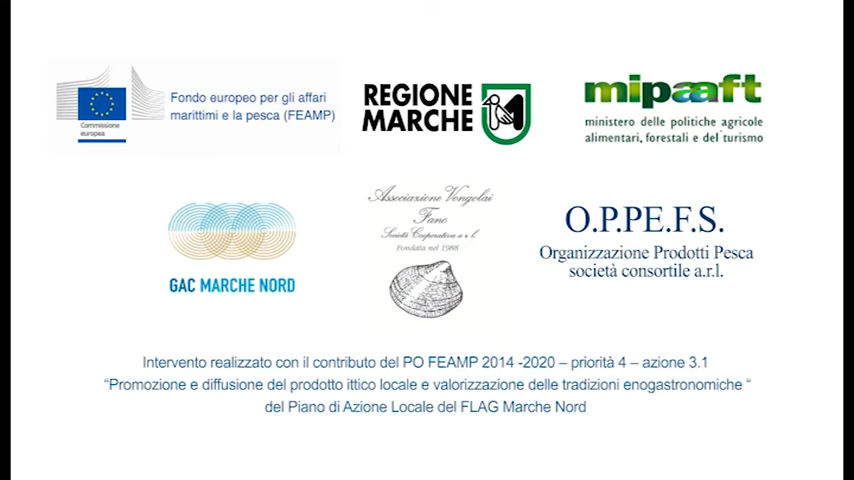 Commissione
europea
Fondo europeo per gli affari
marittimi e la pesca (FEAMP)
REGIONE
MARCHE
mipaaft
ministero delle politiche agricole
alimentari, forestali e del turismo
GAC MARCHE NORD
Associazione Vongolai
Fano
Società Cooperativa a r.l.
Fondata nel 1988
O.P.PE.F.S.
Organizzazione Prodotti Pesca
società consortile a.r.l.
Intervento realizzato con il contributo del PO FEAMP 2014 -2020 – priorità 4 – azione 3.1
“Promozione e diffusione del prodotto ittico locale e valorizzazione delle tradizioni enogastronomiche “
del Piano di Azione Locale del FLAG Marche Nord